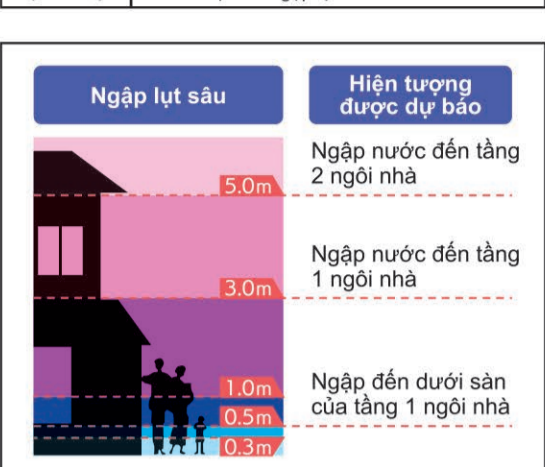 Ngập lụt sâu
Hiện tượng
được dự báo
Ngập nước đến tầng
2 ngôi nhà
5.0m
Ngập nước đến tầng
1 ngôi nhà
3.0m
1.0m
Ngập đến dưới sàn
của tầng 1 ngôi nhà
0.5m
0.3m